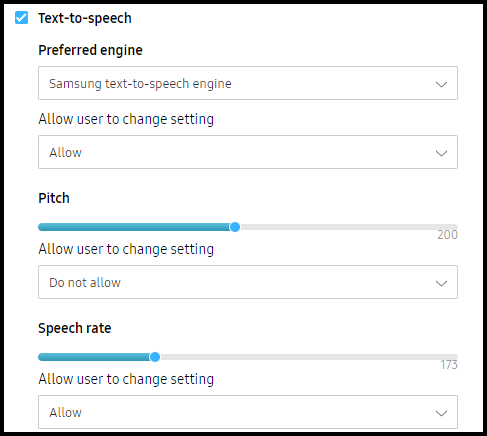 Text-to-speech
Preferred engine
Samsung text-to-speech engine
Allow user to change setting
Allow
Pitch
200
Allow user to change setting
Do not allow
Speech rate
173
Allow user to change setting
Allow